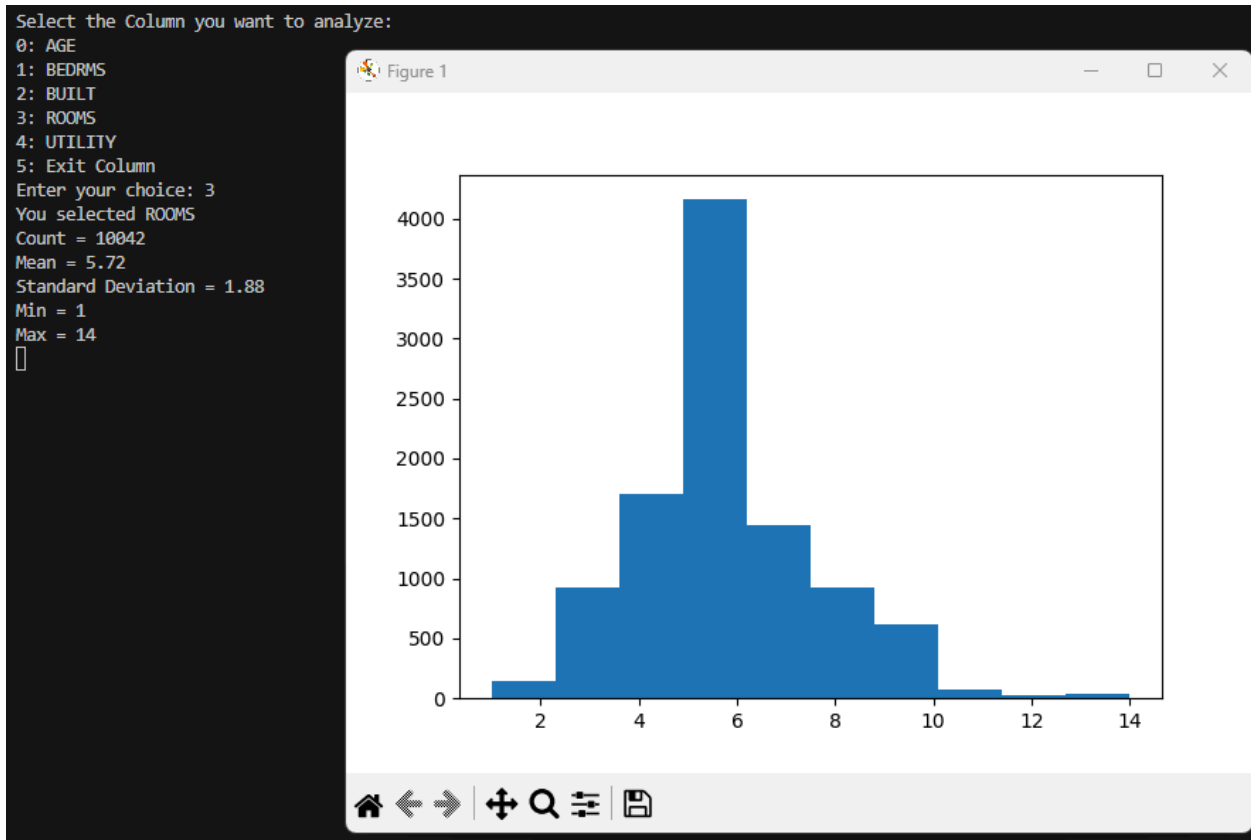 Select the Column you want to analyze:
0: AGE
1: BEDRMS
2: BUILT
3: ROOMS
4: UTILITY
5: Exit Column
Enter your choice: 3
You selected ROOMS
Count = 10042
Mean = 5.72
Standard Deviation = 1.88
Min = 1
Max = 14
Figure 1
4000
3500
3000
2500
2000
1500
1000
500
0
2 4 6 8 10 12 14